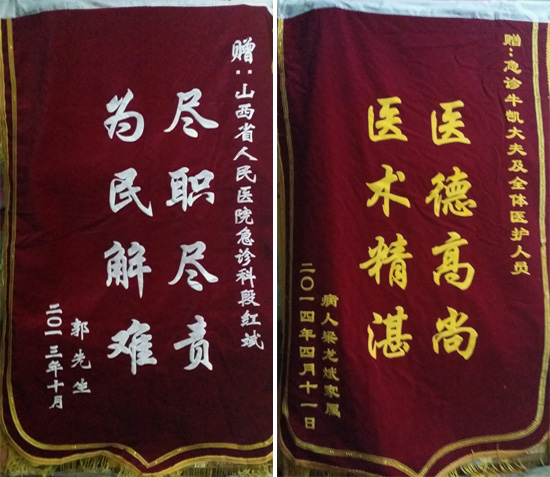 赠：山西省人民医院急诊科段红斌
尽职尽责
为民解难
郭先生
二〇一三年十月
赠：急诊牛凯大夫及全体医护人员
医德高尚
医术精湛
病人梁龙斌家属
二〇一四年四月十一日